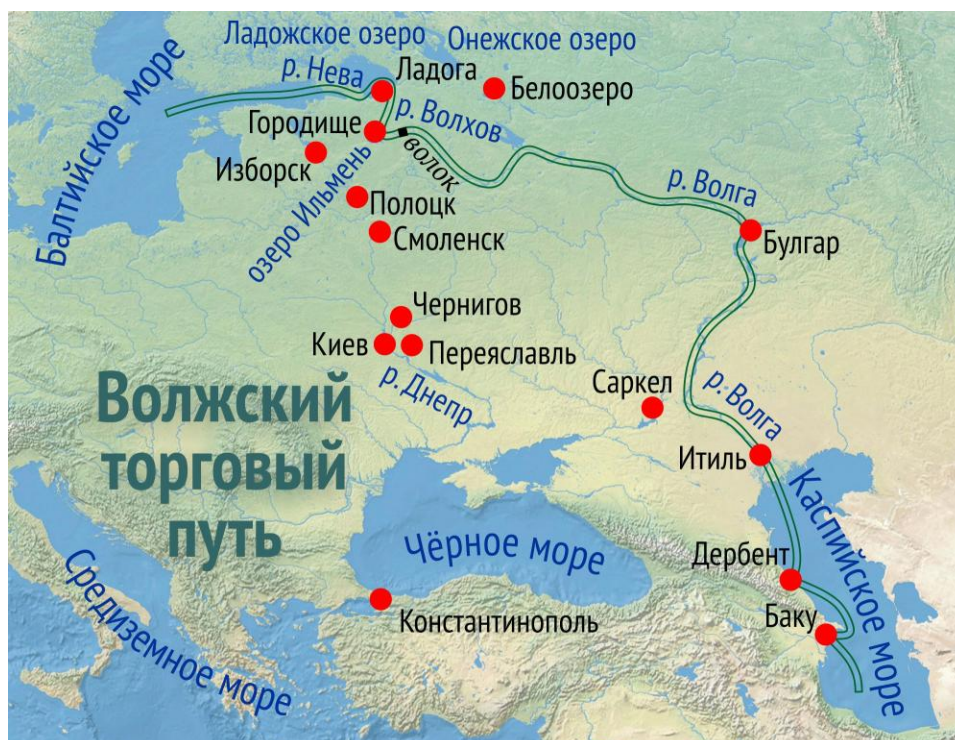 Ладожское озеро
Онежское озеро
р. Нева
Ладога
Белоозеро
Балтийское море
Городище
р. Волхов
волок
Изборск
озеро Ильмень
Полоцк
Смоленск
р. Волга
Булгар
Чернигов
Киев
Переяславль
р. Днепр
Саркел
р. Волга
Волжский
торговый
путь
Итиль
Каспийское море
Чёрное море
Дербент
Средиземное море
Константинополь
Баку